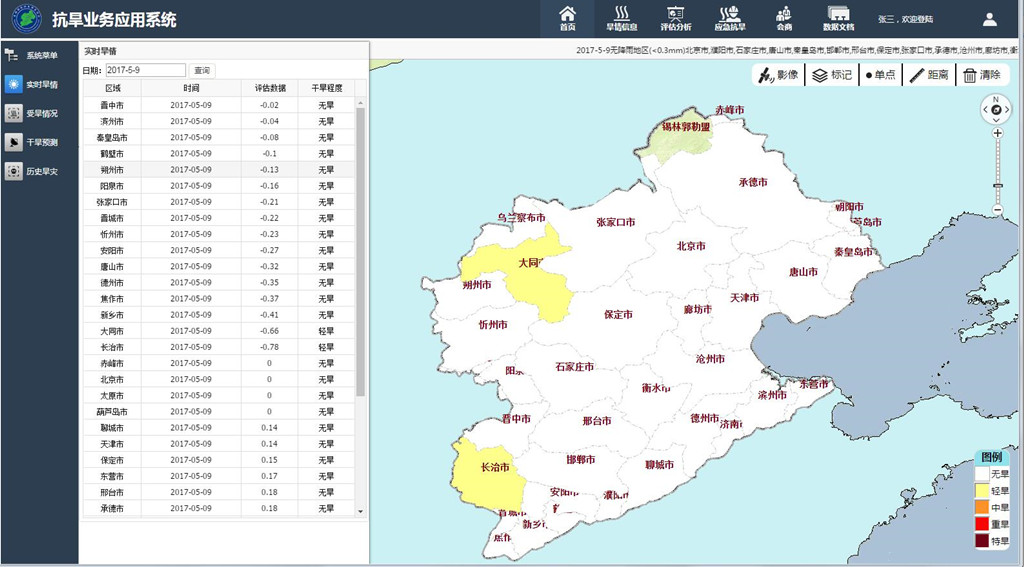 抗旱业务应用系统
首页
旱情信息
评估分析
应急抗旱
会商
数据文档
张三，欢迎登陆
系统菜单
实时旱情
受旱情况
干旱预测
历史旱灾
实时旱情
日期: 2017-5-9 查询
2017-5-9无降雨地区(<0.3mm)北京市,濮阳市,石家庄市,唐山市,秦皇岛市,邯郸市,邢台市,保定市,张家口市,承德市,沧州市,廊坊市,衡
区域 时间 评估数据 干旱程度
晋中市 2017-05-09 -0.02 无旱
滨州市 2017-05-09 -0.04 无旱
秦皇岛市 2017-05-09 -0.08 无旱
鹤壁市 2017-05-09 -0.1 无旱
朔州市 2017-05-09 -0.13 无旱
阳泉市 2017-05-09 -0.16 无旱
张家口市 2017-05-09 -0.21 无旱
晋城市 2017-05-09 -0.22 无旱
忻州市 2017-05-09 -0.23 无旱
安阳市 2017-05-09 -0.27 无旱
唐山市 2017-05-09 -0.32 无旱
德州市 2017-05-09 -0.35 无旱
焦作市 2017-05-09 -0.37 无旱
新乡市 2017-05-09 -0.41 无旱
大同市 2017-05-09 -0.66 轻旱
长治市 2017-05-09 -0.78 轻旱
赤峰市 2017-05-09 0 无旱
北京市 2017-05-09 0 无旱
太原市 2017-05-09 0 无旱
葫芦岛市 2017-05-09 0 无旱
聊城市 2017-05-09 0.14 无旱
天津市 2017-05-09 0.14 无旱
保定市 2017-05-09 0.15 无旱
东营市 2017-05-09 0.17 无旱
邢台市 2017-05-09 0.18 无旱
承德市 2017-05-09 0.18 无旱
影像 标记 单点 距离 清除
N
赤峰市
锡林郭勒盟
承德市
朝阳市
芦岛市
乌兰察布市
张家口市
北京市
秦皇岛市
大同
唐山市
朔州市
天津市
廊坊市
保定市
忻州市
沧州市
石家庄市
阳
衡水市
东营市
滨州市
晋中市
邢台市
德州市
济南
邯郸市
聊城市
长治市
安阳市
濮阳
晋城市
新乡
焦作
图例
无旱
轻旱
中旱
重旱
特旱